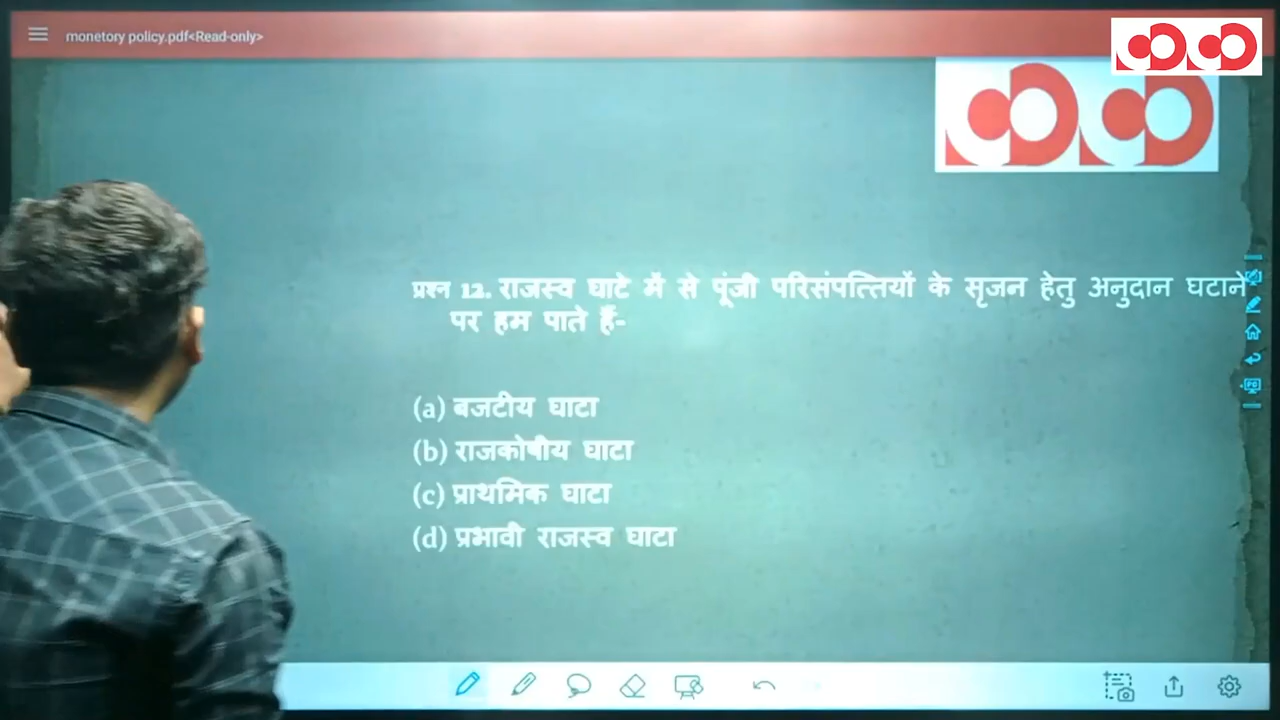 monetory policy.pdf<Read-only>
प्रश्न 12. राजस्व घाटे में से पूंजी परिसंपत्तियों के सृजन हेतु अनुदान घटाने
पर हम पाते हैं-
(a) बजटीय घाटा
(b) राजकोषीय घाटा
(c) प्राथमिक घाटा
(d) प्रभावी राजस्व घाटा